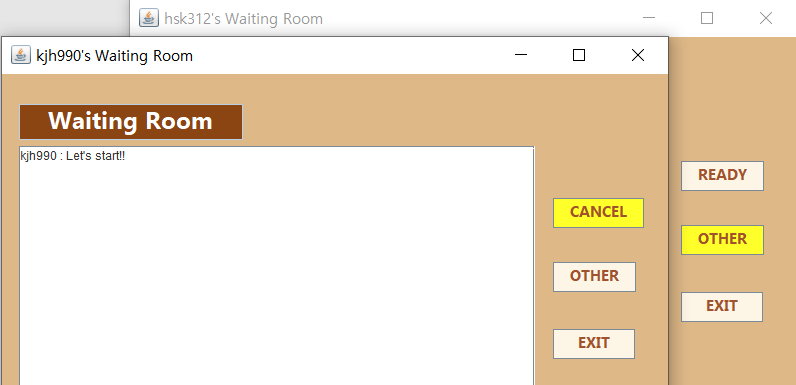 hsk312's Waiting Room
kjh990's Waiting Room
Waiting Room
kjh990 : Let's start!!
CANCEL
OTHER
EXIT
READY
OTHER
EXIT